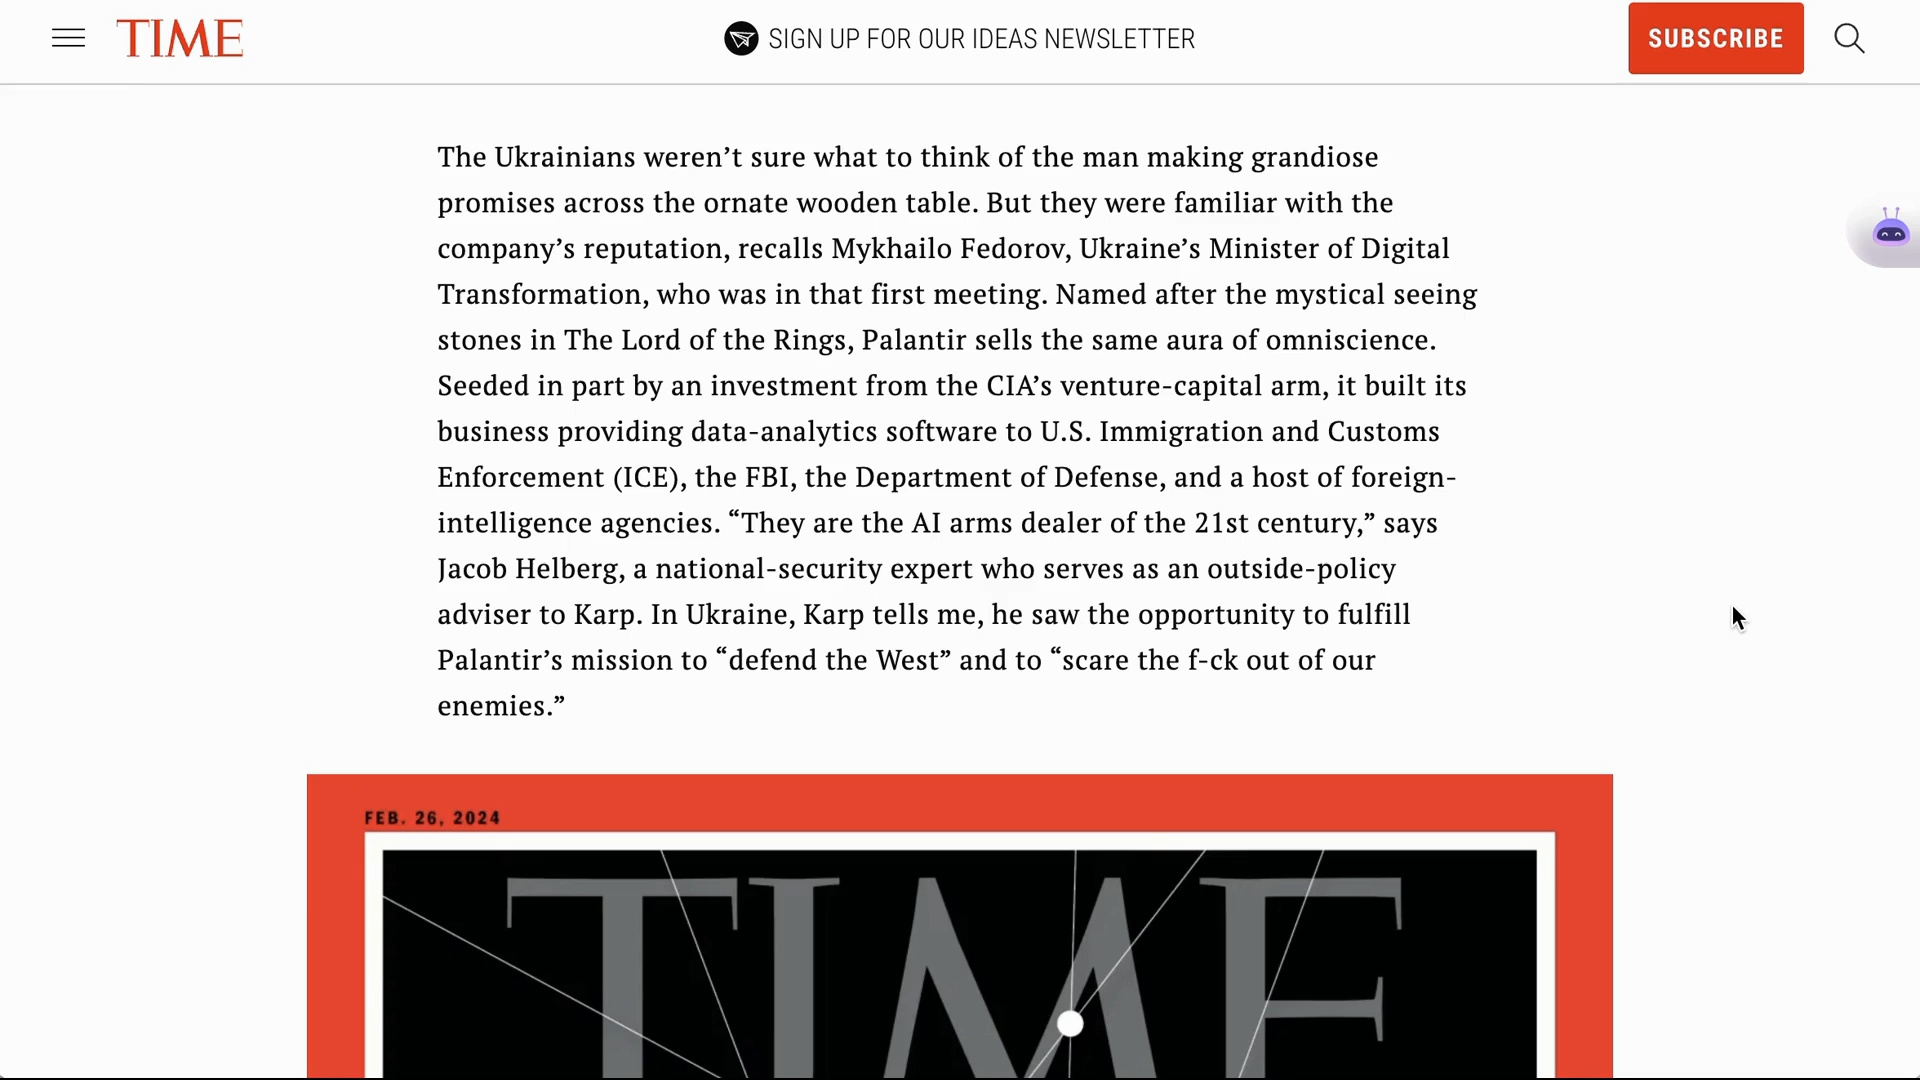 TIME
SIGN UP FOR OUR IDEAS NEWSLETTER
SUBSCRIBE
The Ukrainians weren’t sure what to think of the man making grandiose
promises across the ornate wooden table. But they were familiar with the
company’s reputation, recalls Mykhailo Fedorov, Ukraine’s Minister of Digital
Transformation, who was in that first meeting. Named after the mystical seeing
stones in The Lord of the Rings, Palantir sells the same aura of omniscience.
Seeded in part by an investment from the CIA’s venture-capital arm, it built its
business providing data-analytics software to U.S. Immigration and Customs
Enforcement (ICE), the FBI, the Department of Defense, and a host of foreign-
intelligence agencies. “They are the AI arms dealer of the 21st century,” says
Jacob Helberg, a national-security expert who serves as an outside-policy
adviser to Karp. In Ukraine, Karp tells me, he saw the opportunity to fulfill
Palantir’s mission to “defend the West” and to “scare the f-ck out of our
enemies.”
FEB. 26, 2024
TIME